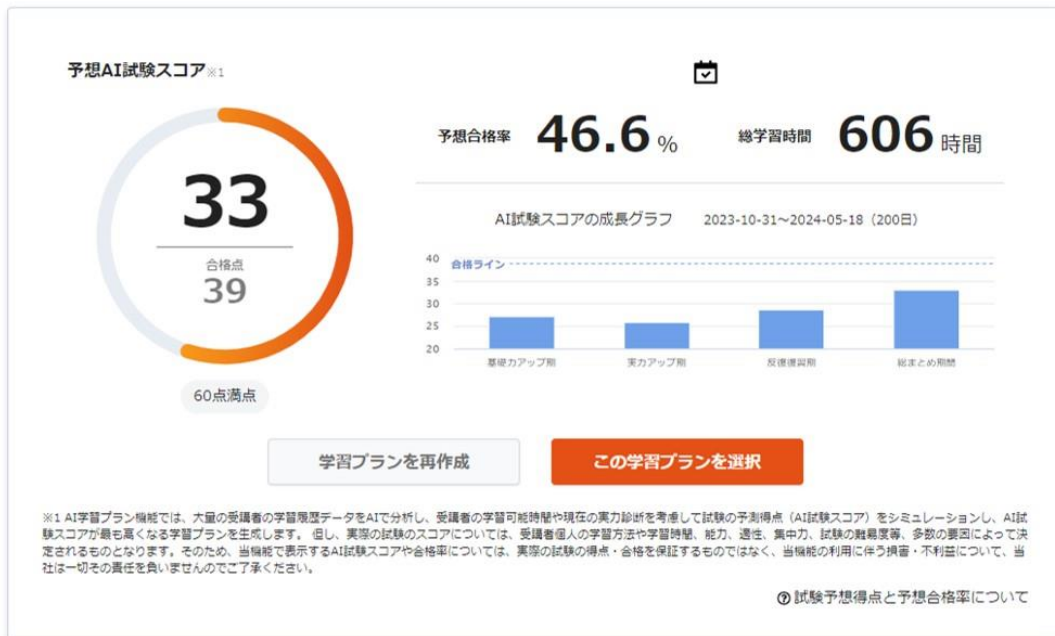 予想AI試験スコア※1
33
合格点
39
60点満点
予想合格率 46.6 %
総学習時間 606 時間
AI試験スコアの成長グラフ 2023-10-31~2024-05-18（200日）
40
合格ライン
35
30
25
20
基礎力アップ期 実力アップ期 反復復習期 総まとめ期間
学習プランを再作成
この学習プランを選択
※1 AI学習プラン機能では、大量の受講者の学習履歴データをAIで分析し、受講者の学習可能時間や現在の実力診断を考慮して試験の予測得点（AI試験スコア）をシミュレーションし、AI試
験スコアが最も高くなる学習プランを生成します。 但し、実際の試験のスコアについては、受講者個人の学習方法や学習時間、能力、適性、集中力、試験の難易度等、多数の要因によって決
定されるものとなります。そのため、当機能で表示するAI試験スコアや合格率については、実際の試験の得点・合格を保証するものではなく、当機能の利用に伴う損害・不利益について、当
社は一切その責任を負いませんのでご了承ください。
?試験予想得点と予想合格率について